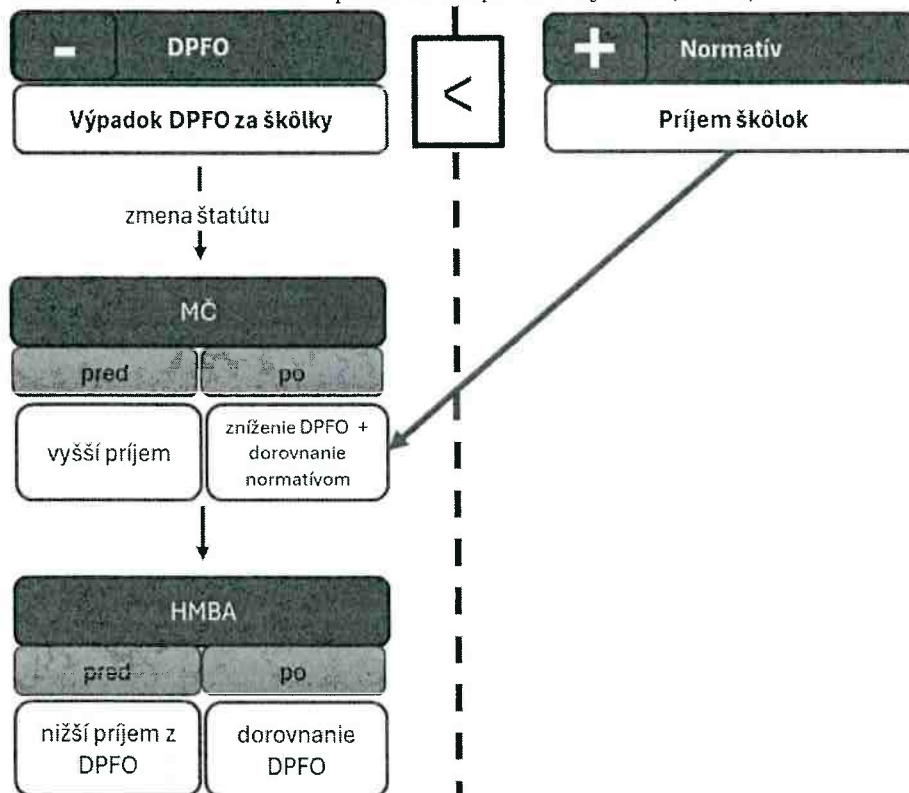 -
DPFO
Výpadok DPFO za škôlky
<
+
Normatív
Príjem škôlok
zmena štatútu
MČ
pred
po
vyšší príjem
zníženie DPFO +
dorovnanie
normatívom
HMBA
pred
po
nižší príjem z
DPFO
dorovnanie
DPFO